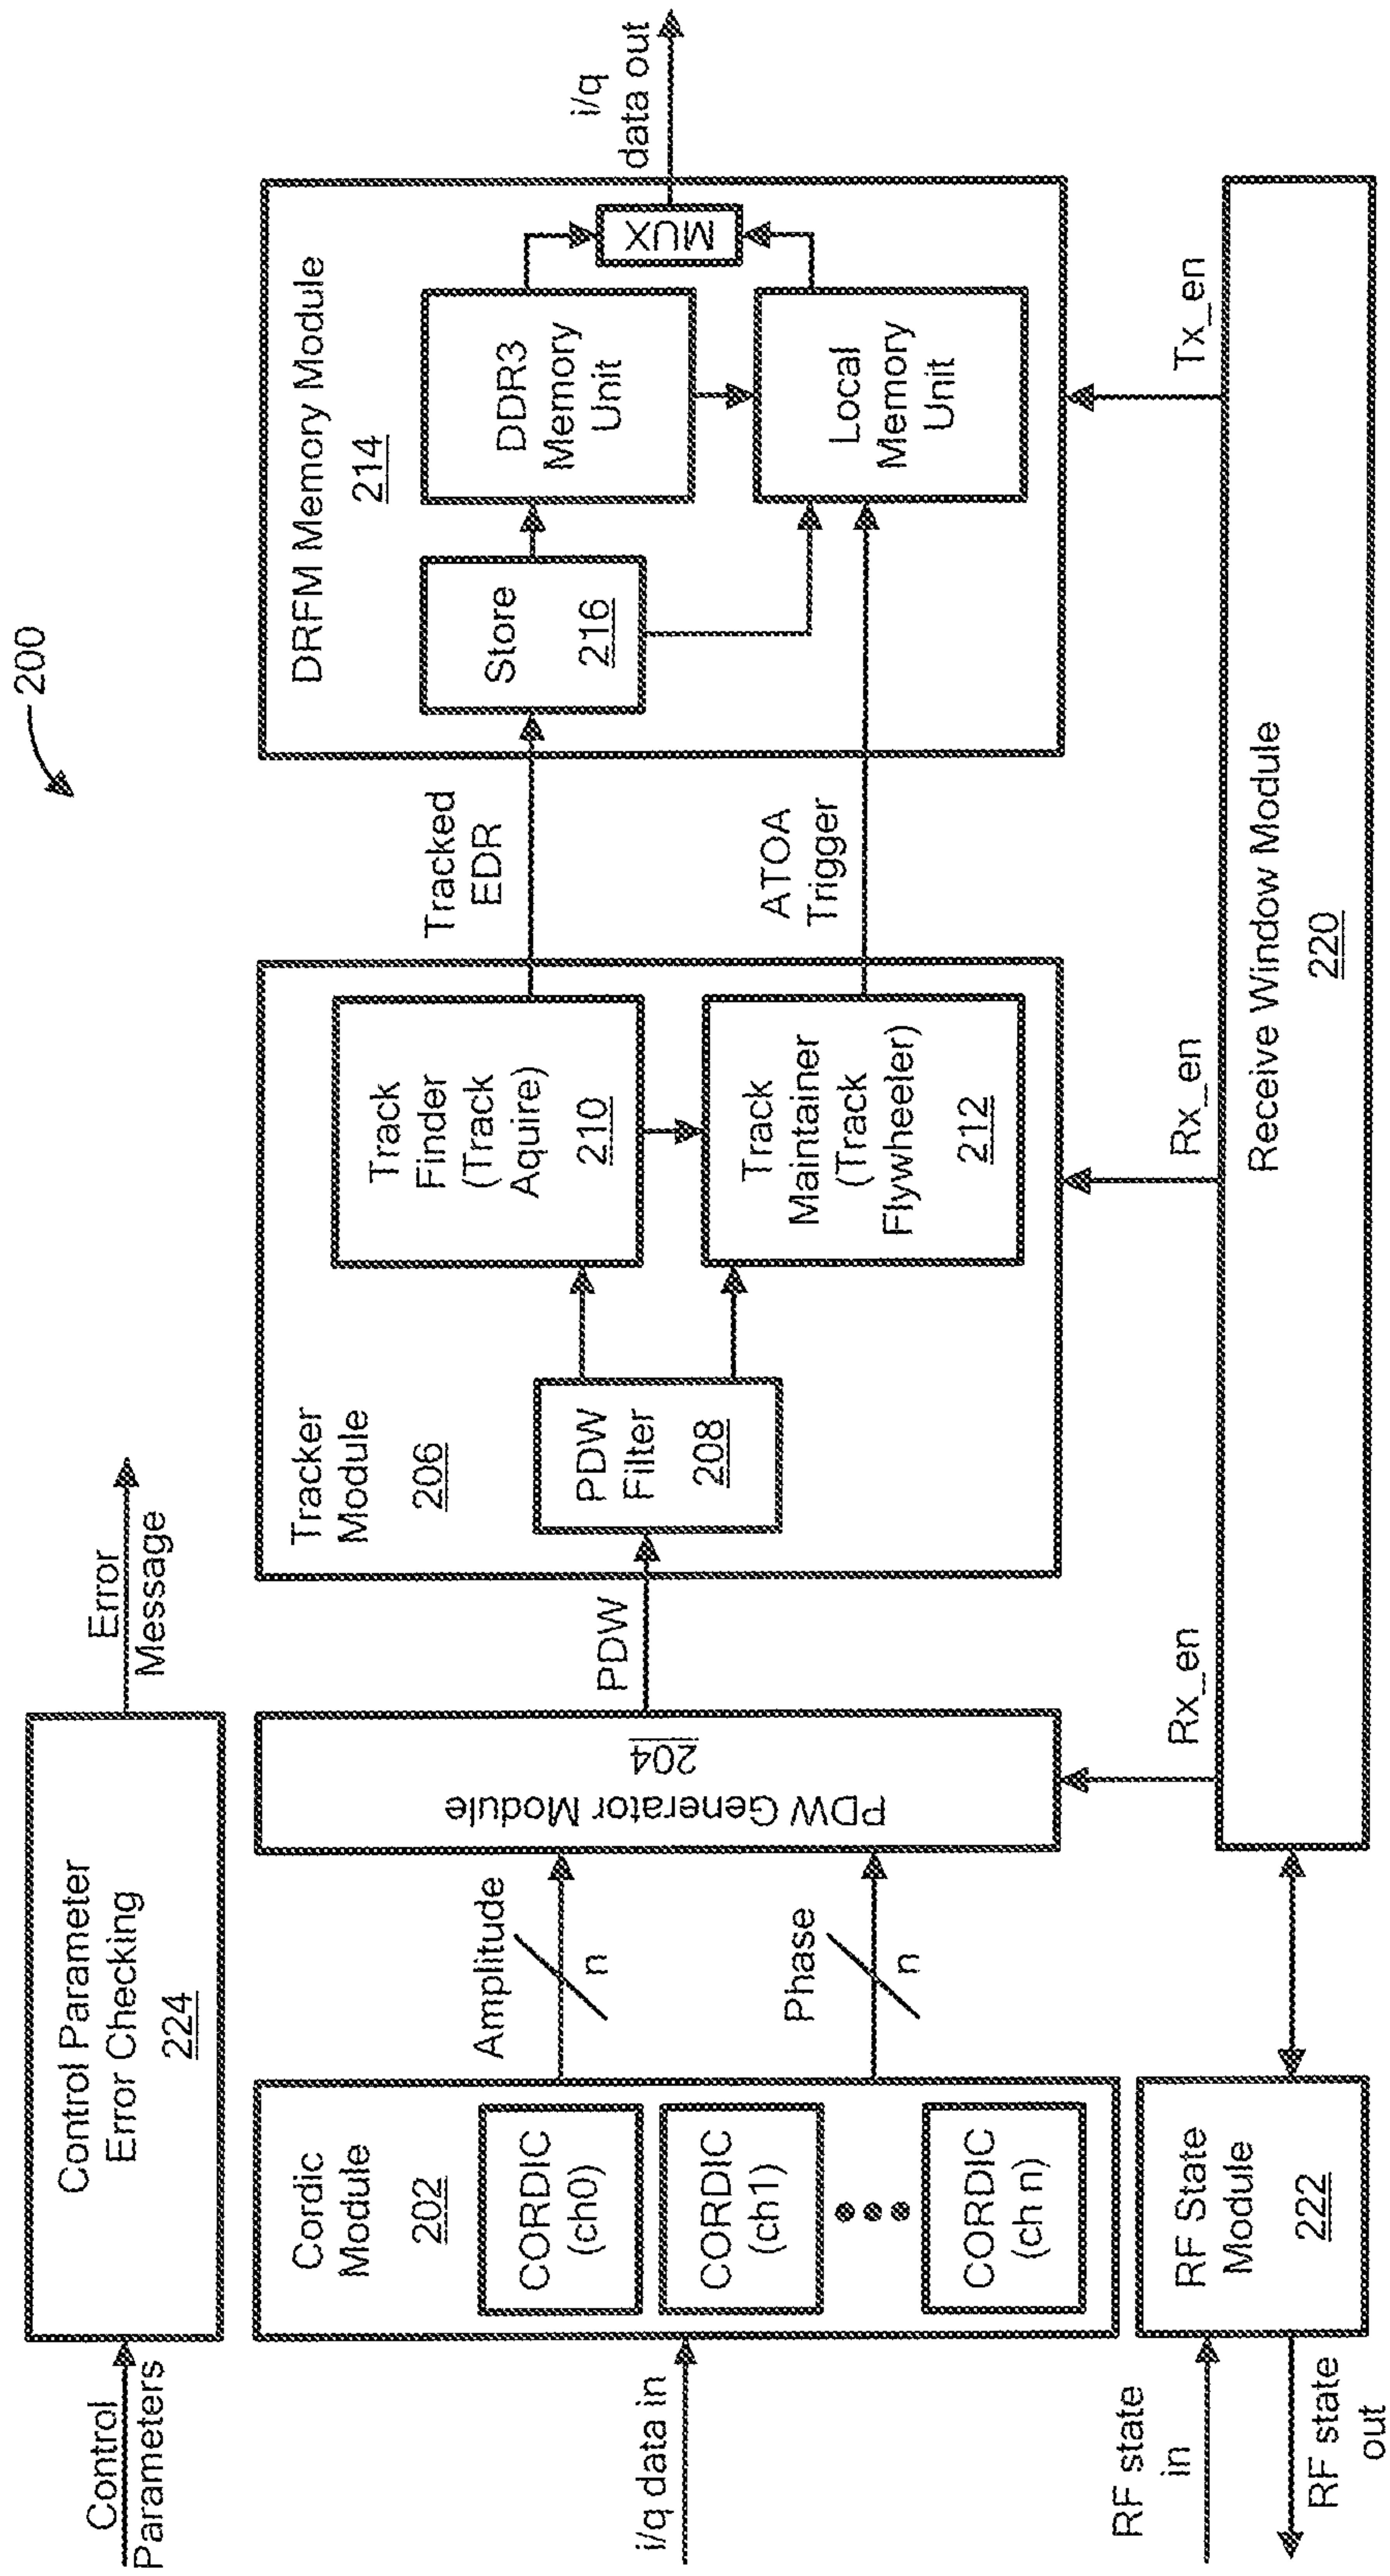 200
Control
Parameters
Control Parameter
Error Checking
224
Error
Message
i/q data in
Cordic
Module
202
CORDIC
(ch0)
CORDIC
(ch1)
CORDIC
(ch n)
Amplitude
n
Phase
n
PDW Generator Module
204
PDW
Tracker
Module
206
PDW
Filter
208
Track
Finder
(Track
Aquire)
210
Track
Maintainer
(Track
Flywheeler)
212
Tracked
EDR
ATOA
Trigger
DRFM Memory Module
214
Store
216
DDR3
Memory
Unit
Local
Memory
Unit
MUX
i/q
data out
RF state
in
RF state
out
RF State
Module
222
Rx_en
Rx_en
Tx_en
Receive Window Module
220